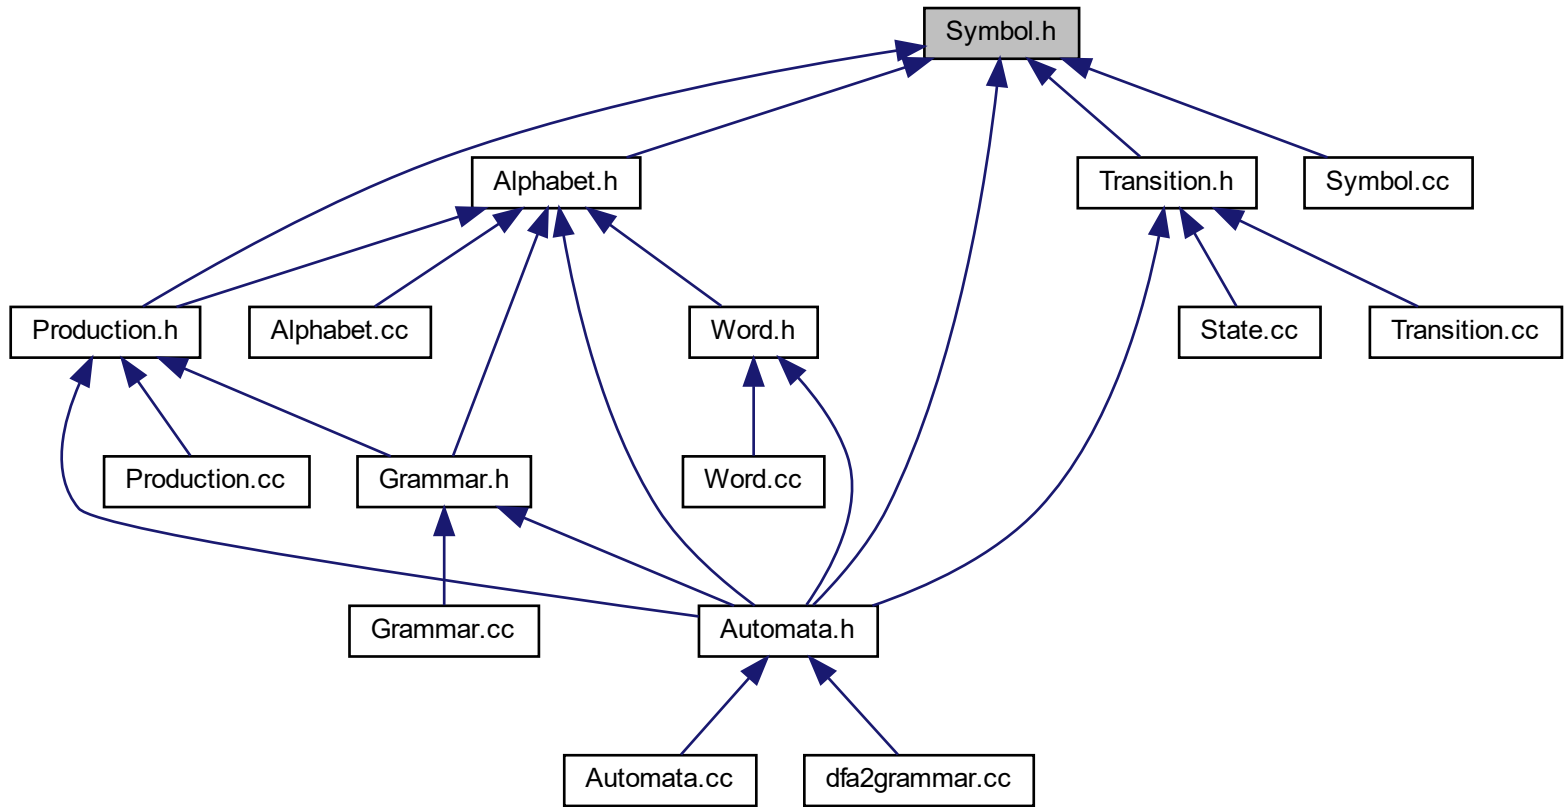 Symbol.h
Alphabet.h
Transition.h
Symbol.cc
Production.h
Alphabet.cc
Word.h
State.cc
Transition.cc
Production.cc
Grammar.h
Word.cc
Grammar.cc
Automata.h
Automata.cc
dfa2grammar.cc